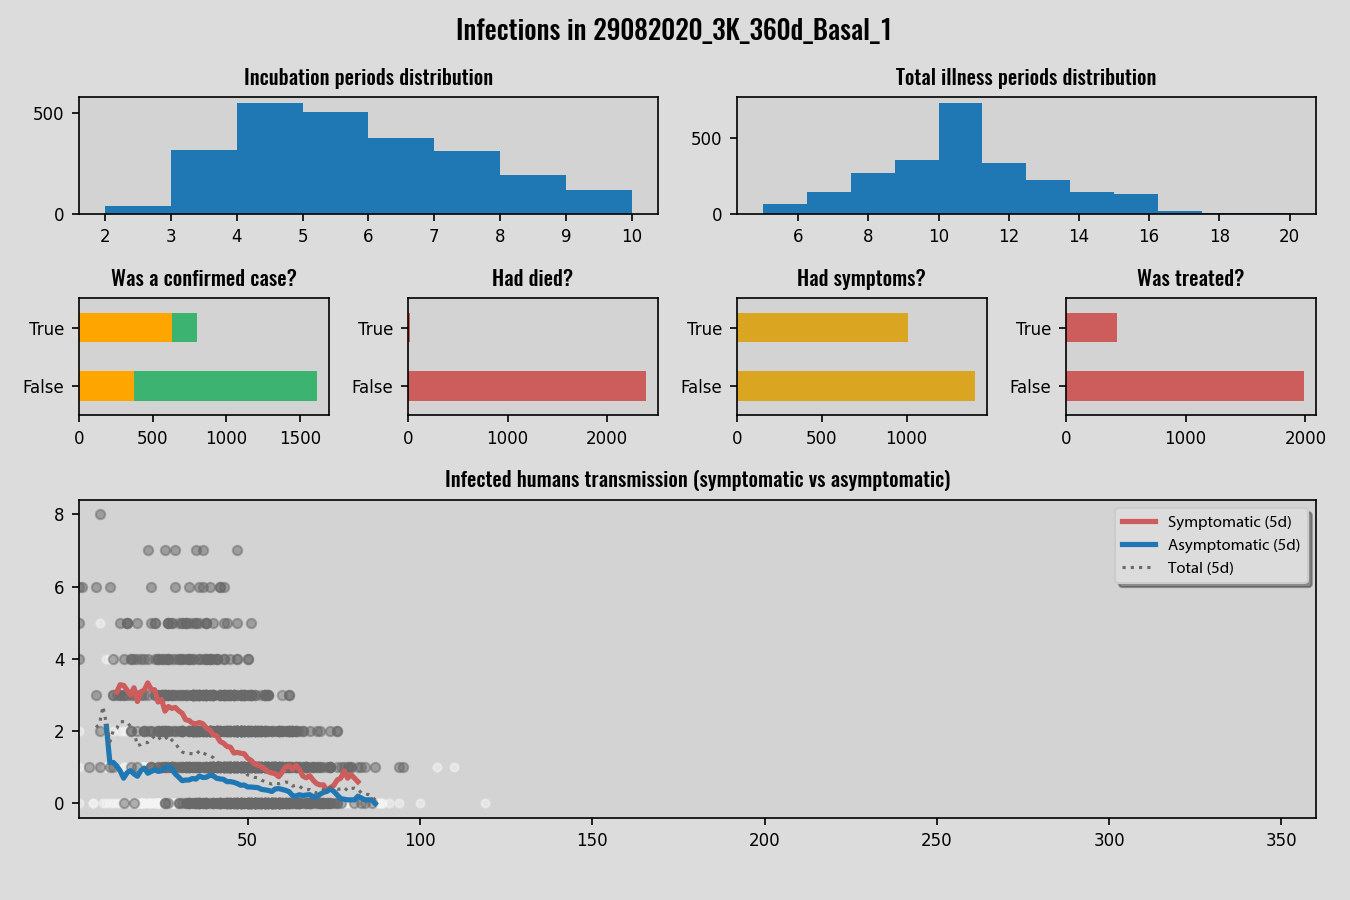 Infections in 29082020_3K_360d_Basal_1
Incubation periods distribution
500
0
2 3 4 5 6 7 8 9 10
Total illness periods distribution
500
0
6 8 10 12 14 16 18 20
Was a confirmed case?
True
False
0 500 1000 1500
Had died?
True
False
0 1000 2000
Had symptoms?
True
False
0 500 1000
Was treated?
True
False
0 1000 2000
Infected humans transmission (symptomatic vs asymptomatic)
8
6
4
2
0
50 100 150 200 250 300 350
Symptomatic (5d)
Asymptomatic (5d)
Total (5d)